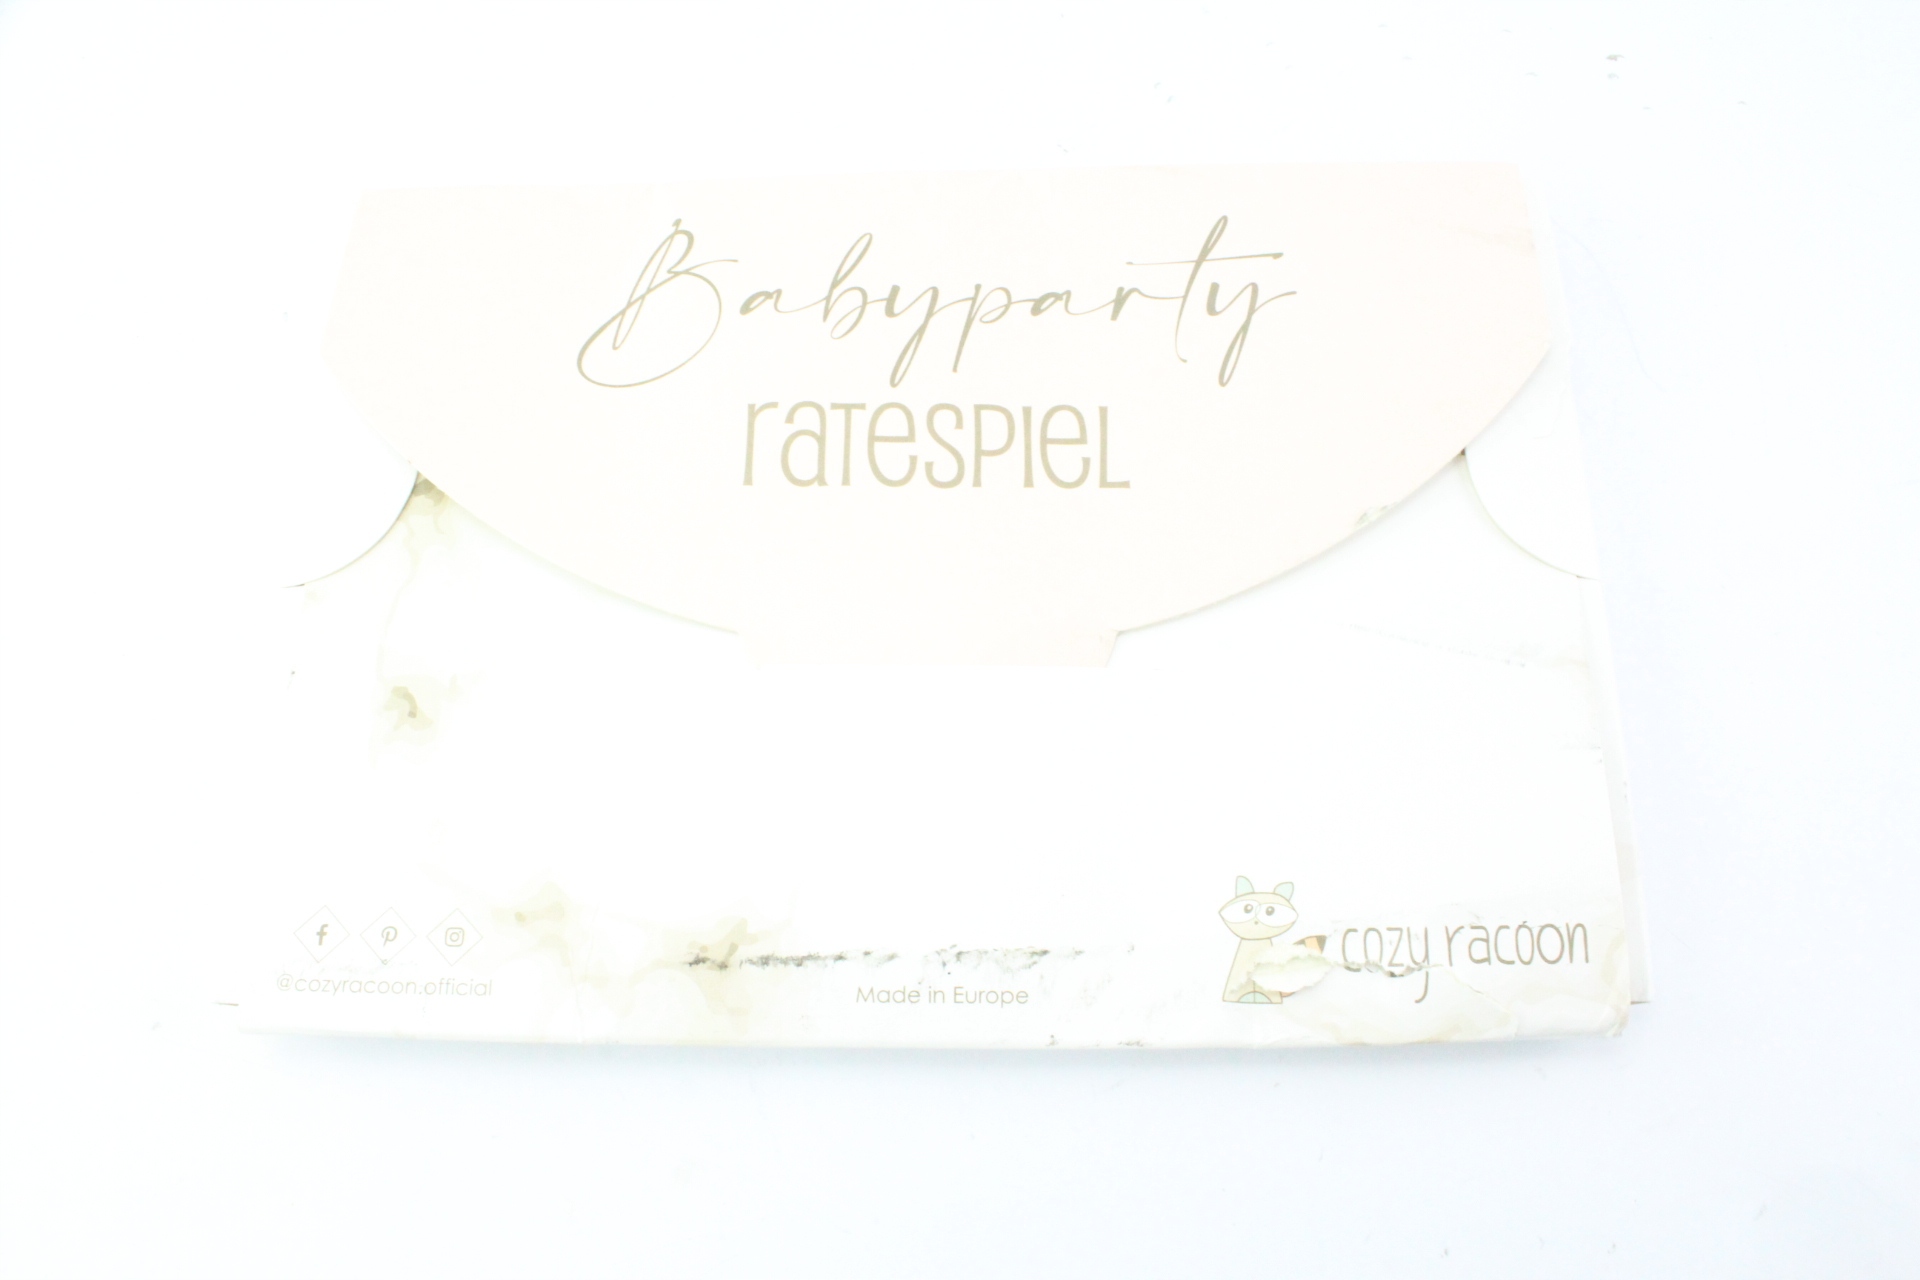 Babyparty
raTeSPIeL
@cozyracoon.official
Made in Europe
cozy racoon